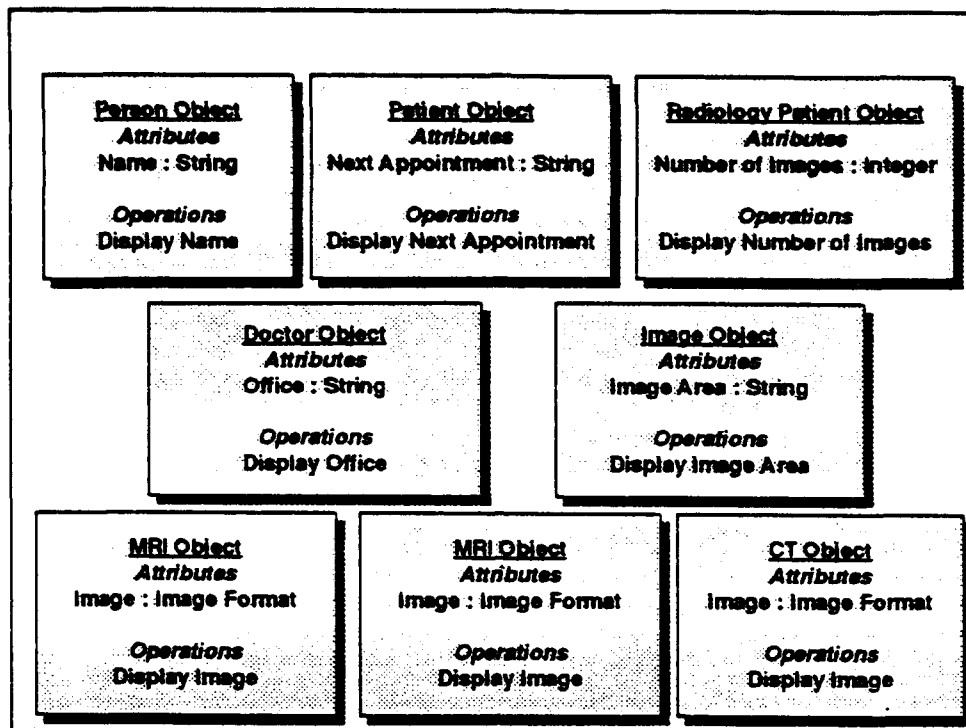 Person Object
Attributes
Name : String
Operations
Display Name
Patient Object
Attributes
Next Appointment : String
Operations
Display Next Appointment
Radiology Patient Object
Attributes
Number of Images : Integer
Operations
Display Number of Images
Doctor Object
Attributes
Office : String
Operations
Display Office
Image Object
Attributes
Image Area : String
Operations
Display Image Area
MRI Object
Attributes
Image : Image Format
Operations
Display Image
MRI Object
Attributes
Image : Image Format
Operations
Display Image
CT Object
Attributes
Image : Image Format
Operations
Display Image